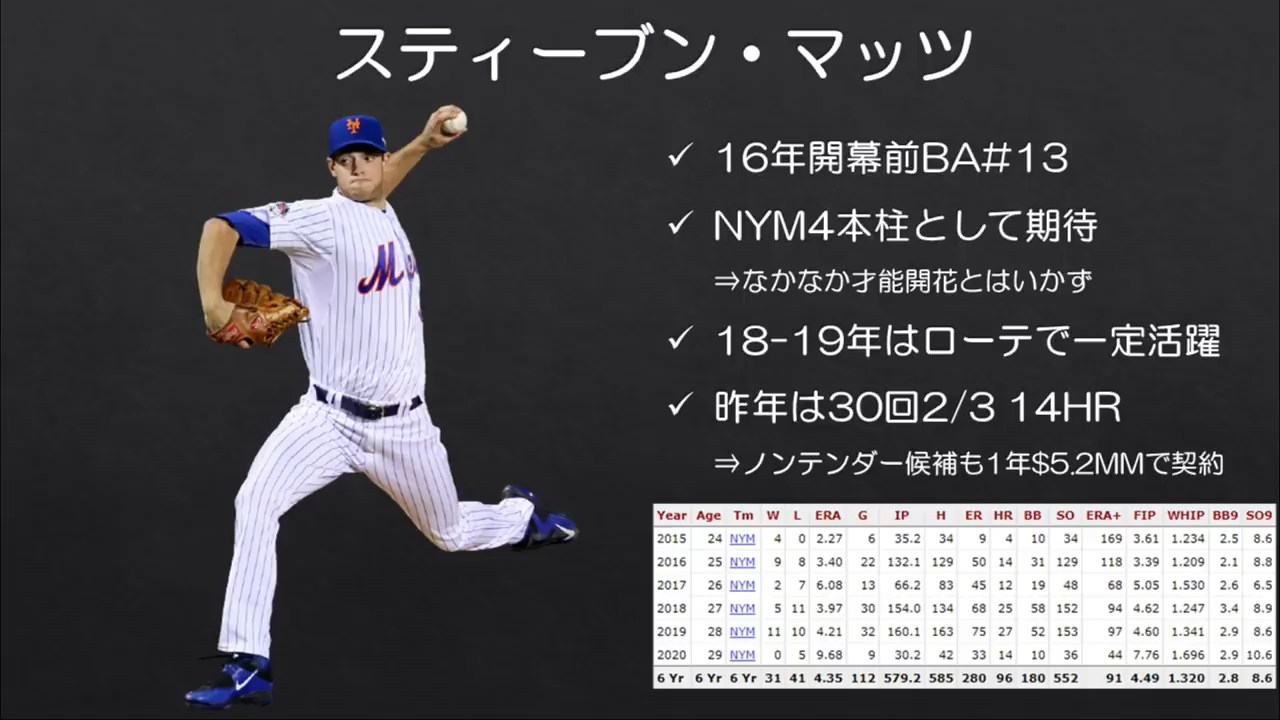 スティーブン・マッツ
✓ 16年開幕前BA#13
✓ NYM4本柱として期待
⇒なかなか才能開花とはいかず
✓ 18-19年はローテで一定活躍
✓ 昨年は30回2/3 14HR
⇒ノンテンダー候補も1年$5.2MMで契約
Year Age Tm W L ERA G IP H ER HR BB SO ERA+ FIP WHIP BB9 SO9
2015 24 NYM 4 0 2.27 6 35.2 34 9 4 10 34 169 3.61 1.234 2.5 8.6
2016 25 NYM 9 8 3.40 22 132.1 129 50 14 31 129 118 3.39 1.209 2.1 8.8
2017 26 NYM 2 7 6.08 13 66.2 83 45 12 19 48 68 5.05 1.530 2.6 6.5
2018 27 NYM 5 11 3.97 30 154.0 134 68 25 58 152 94 4.62 1.247 3.4 8.9
2019 28 NYM 11 10 4.21 32 160.1 163 75 27 52 153 97 4.60 1.341 2.9 8.6
2020 29 NYM 0 5 9.68 9 30.2 42 33 14 10 36 44 7.76 1.696 2.9 10.6
6 Yr 6 Yr 6 Yr 31 41 4.35 112 579.2 585 280 96 180 552 91 4.49 1.320 2.8 8.6